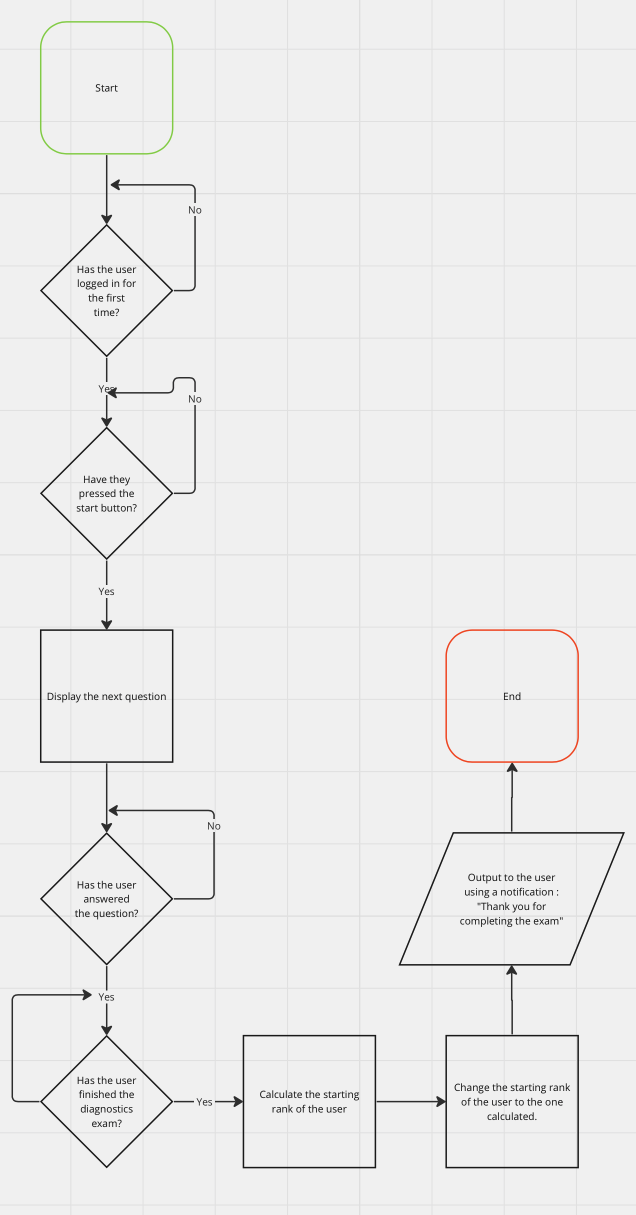 Start
No
Has the user
logged in for
the first
time?
Yes
No
Have they
pressed the
start button?
Yes
Display the next question
End
No
Has the user
answered
the question?
Output to the user
using a notification :
"Thank you for
completing the exam"
Yes
Has the user
finished the
diagnostics
exam?
Yes
Calculate the starting
rank of the user
Change the starting rank
of the user to the one
calculated.